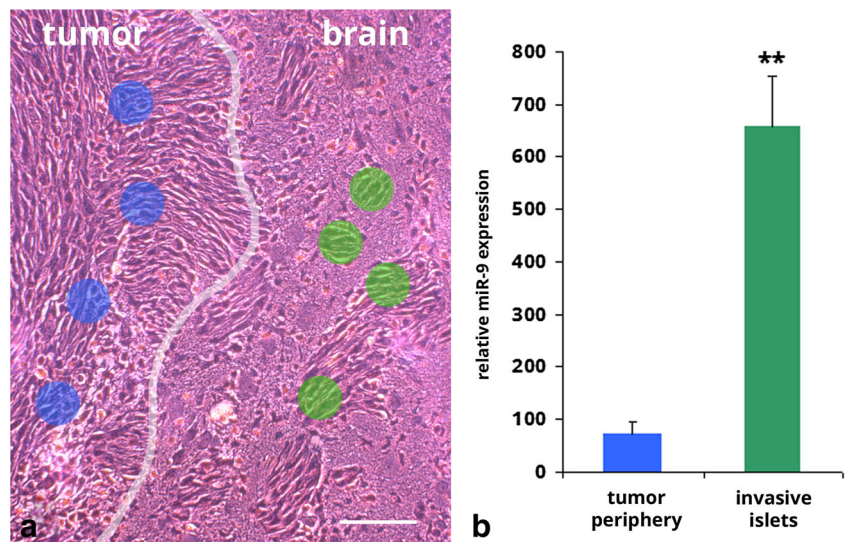 tumor
brain
a
800
700
600
500
400
300
200
100
0
relative miR-9 expression
**
tumor
periphery
invasive
islets
b